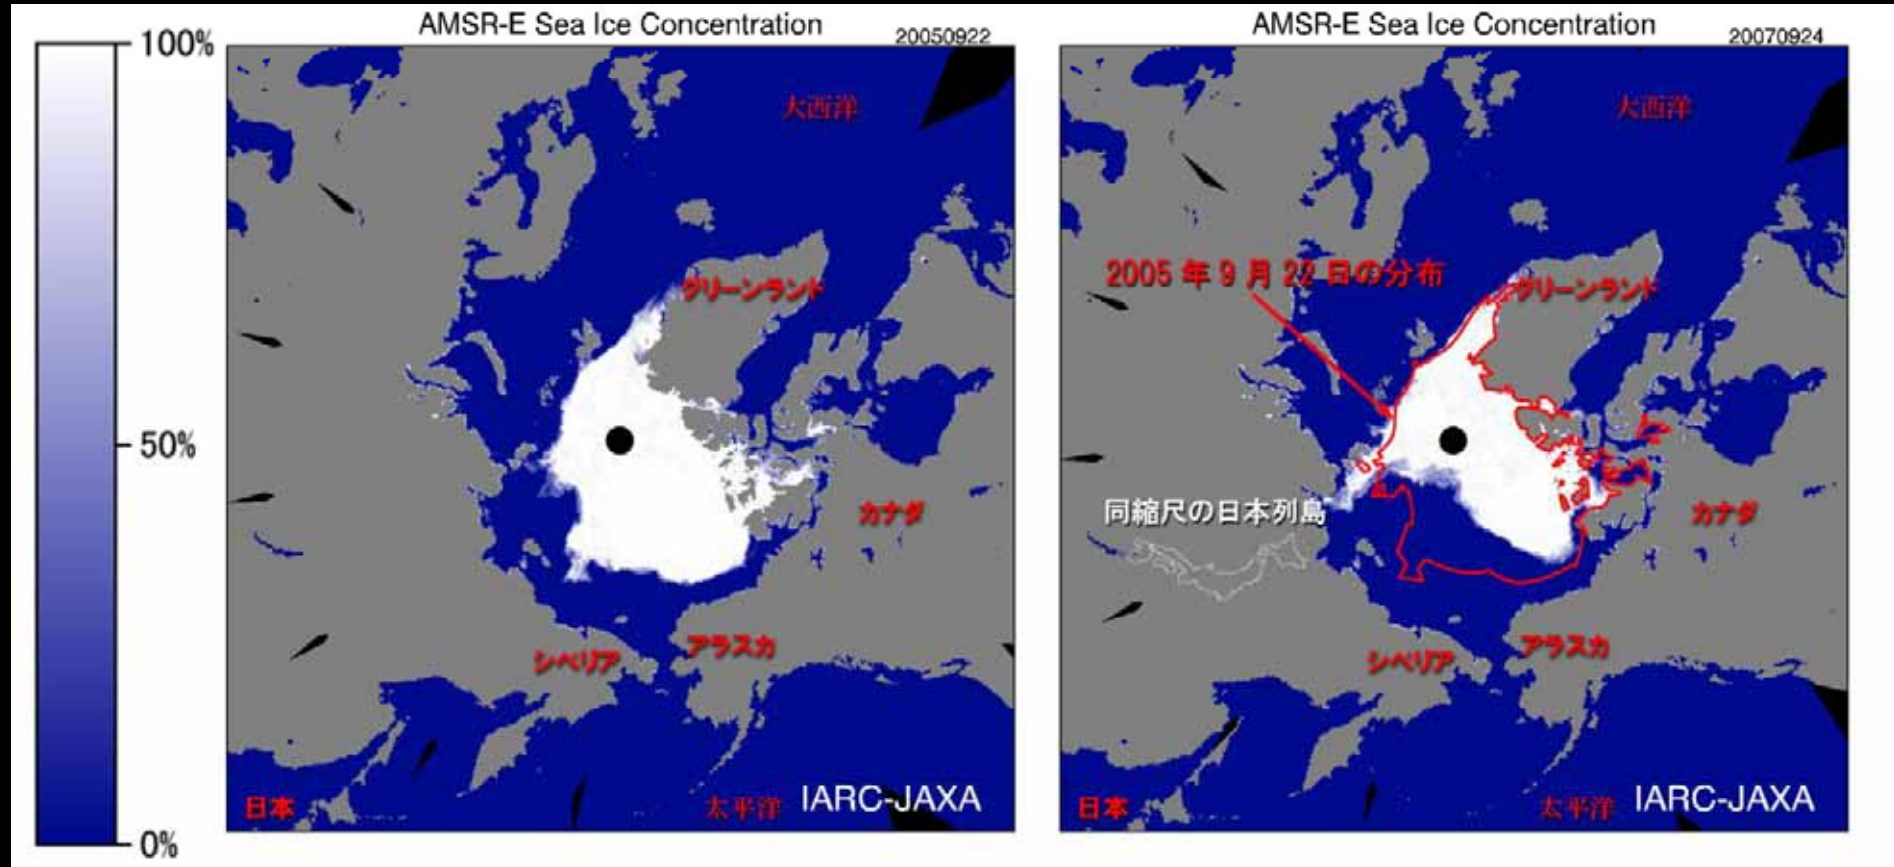 AMSR-E Sea Ice Concentration
20050922
100%
50%
0%
大西洋
グリーンランド
カナダ
シベリア
アラスカ
日本
太平洋
IARC-JAXA
AMSR-E Sea Ice Concentration
20070924
大西洋
2005 年 9 月 22 日の分布
グリーンランド
同縮尺の日本列島
カナダ
シベリア
アラスカ
日本
太平洋
IARC-JAXA